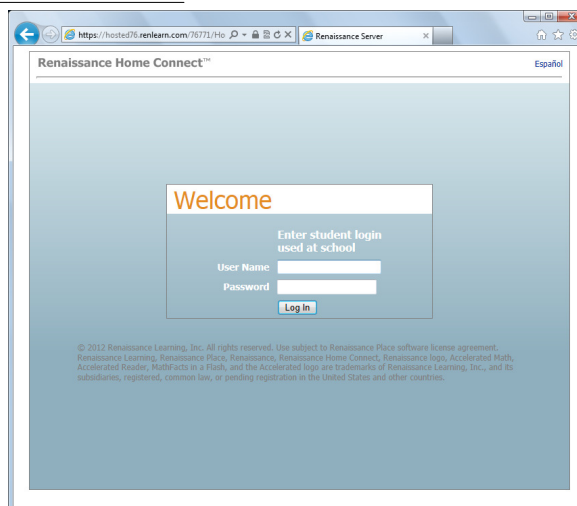 https://hosted76.renlearn.com/76771/Ho
Renaissance Server
Renaissance Home Connect™
Español
Welcome
Enter student login
used at school
User Name
Password
Log In
© 2012 Renaissance Learning, Inc. All rights reserved. Use subject to Renaissance Place software license agreement.
Renaissance Learning, Renaissance Place, Renaissance, Renaissance Home Connect, Renaissance logo, Accelerated Math,
Accelerated Reader, MathFacts in a Flash, and the Accelerated logo are trademarks of Renaissance Learning, Inc., and its
subsidiaries, registered, common law, or pending registration in the United States and other countries.